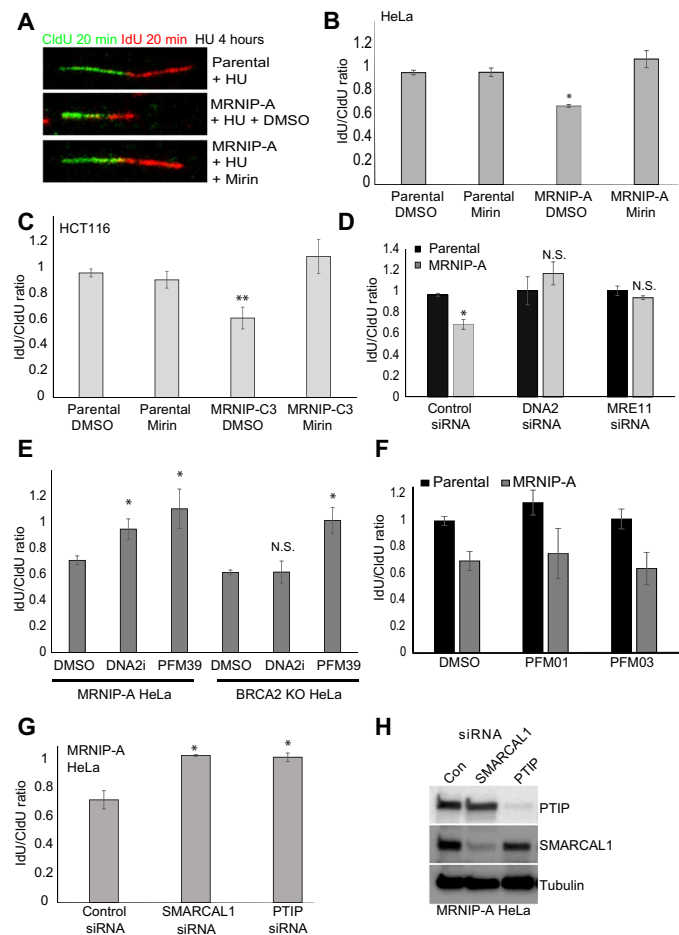 A
CldU 20 min IdU 20 min HU 4 hours
Parental
+ HU
MRNIP-A
+ HU + DMSO
MRNIP-A
+ HU
+ Mirin
B
HeLa
IdU/CldU ratio
1.4
1.2
1
0.8
0.6
0.4
0.2
0
*
Parental
DMSO
Parental
Mirin
MRNIP-A
DMSO
MRNIP-A
Mirin
C
HCT116
IdU/CldU ratio
1.2
1
0.8
0.6
0.4
0.2
0
**
Parental
DMSO
Parental
Mirin
MRNIP-C3
DMSO
MRNIP-C3
Mirin
D
Parental
MRNIP-A
IdU/CldU ratio
1.4
1.2
1
0.8
0.6
0.4
0.2
0
*
N.S.
N.S.
Control
siRNA
DNA2
siRNA
MRE11
siRNA
E
IdU/CldU ratio
1.2
1
0.8
0.6
0.4
0.2
0
*
*
N.S.
*
DMSO DNA2i PFM39 DMSO DNA2i PFM39
MRNIP-A HeLa BRCA2 KO HeLa
F
Parental MRNIP-A
IdU/CldU ratio
1.2
1
0.8
0.6
0.4
0.2
0
DMSO PFM01 PFM03
G
MRNIP-A
HeLa
IdU/CldU ratio
1
0.8
0.6
0.4
0.2
0
*
*
Control
siRNA
SMARCAL1
siRNA
PTIP
siRNA
H
siRNA
Con
SMARCAL1
PTIP
PTIP
SMARCAL1
Tubulin
MRNIP-A HeLa